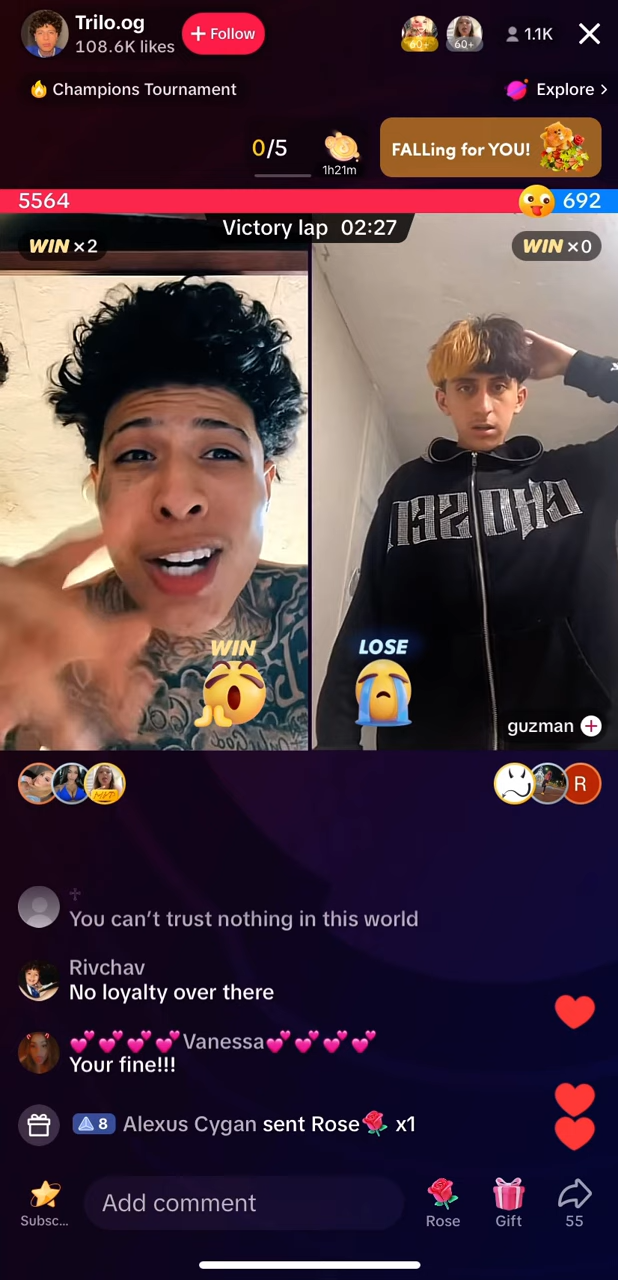 Trilo.og
108.6K likes
+ Follow
60+
60+
1.1K
🔥 Champions Tournament
Explore >
0/5
1h21m
FALLing for YOU!
5564
692
Victory lap 02:27
WIN ×2
WIN ×0
WIN
LOSE
guzman +
R
You can't trust nothing in this world
Rivchav
No loyalty over there
💕💕💕💕Vanessa💕💕💕💕
Your fine!!!
8 Alexus Cygan sent Rose🌹 x1
Subsc...
Add comment
Rose
Gift
55